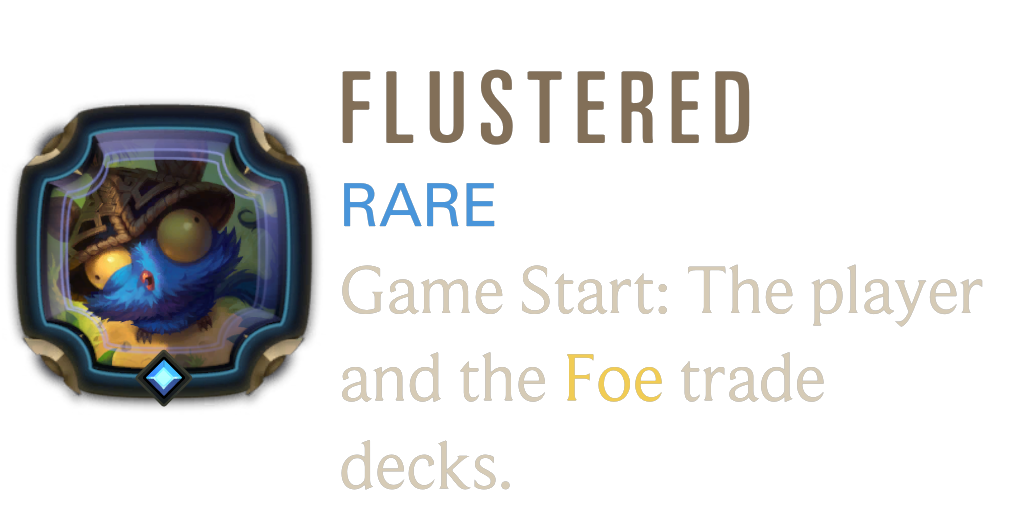 FLUSTERED
RARE
Game Start: The player
and the Foe trade
decks.